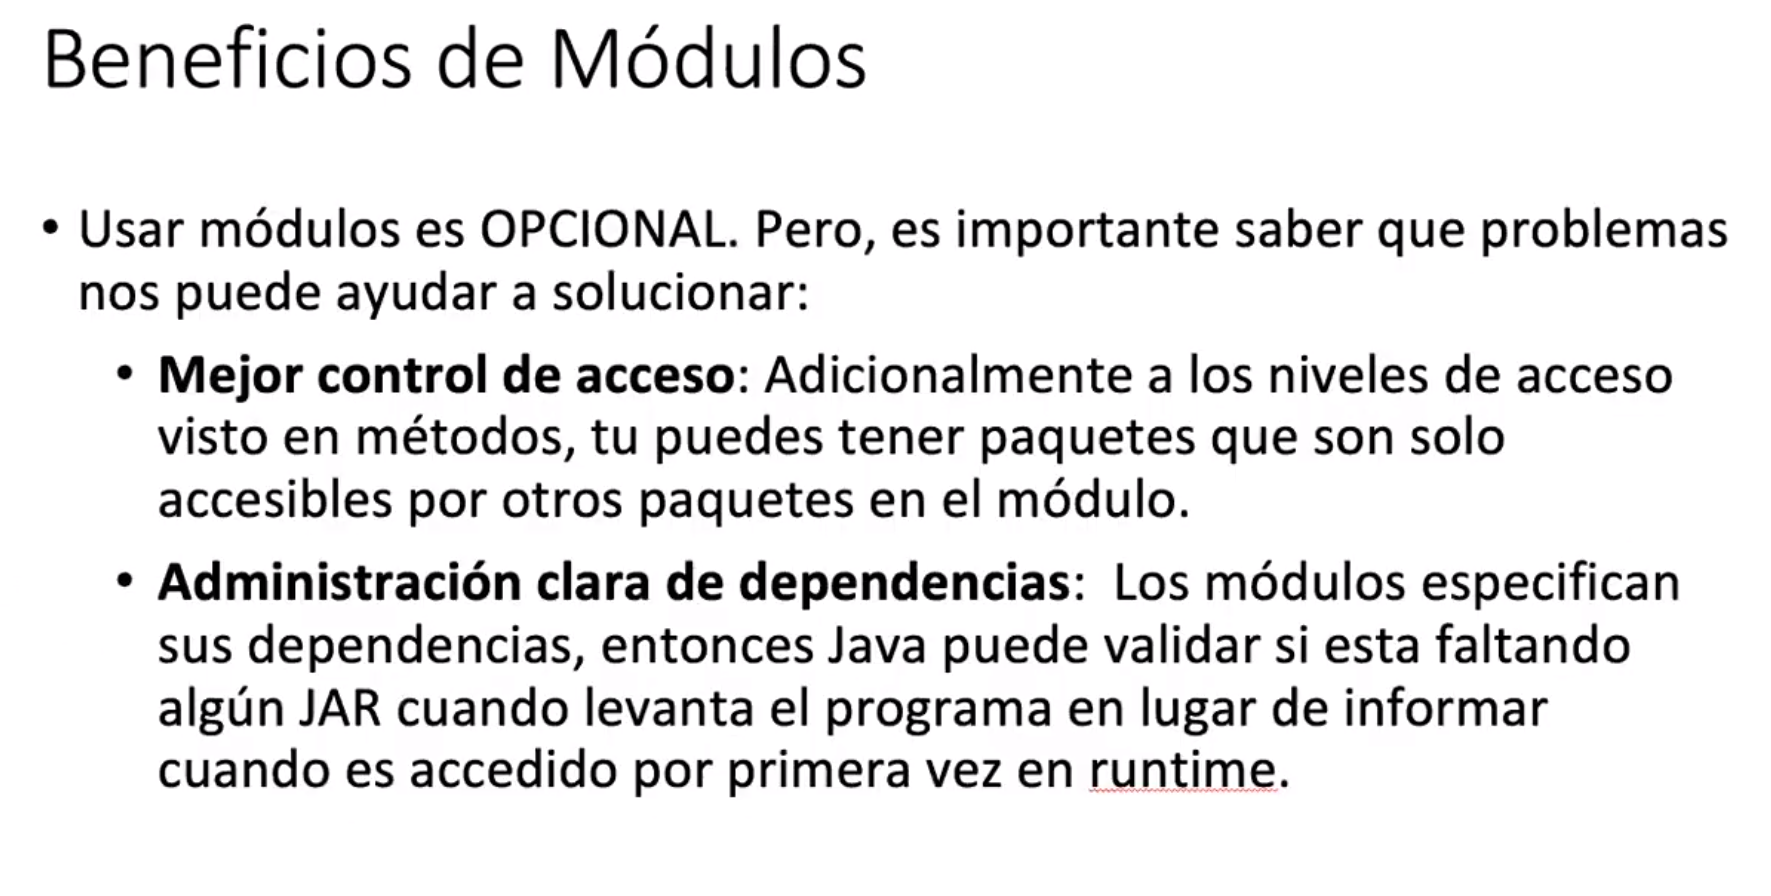 Beneficios de Módulos
• Usar módulos es OPCIONAL. Pero, es importante saber que problemas
nos puede ayudar a solucionar:
• Mejor control de acceso: Adicionalmente a los niveles de acceso
visto en métodos, tu puedes tener paquetes que son solo
accesibles por otros paquetes en el módulo.
• Administración clara de dependencias: Los módulos especifican
sus dependencias, entonces Java puede validar si esta faltando
algún JAR cuando levanta el programa en lugar de informar
cuando es accedido por primera vez en runtime.